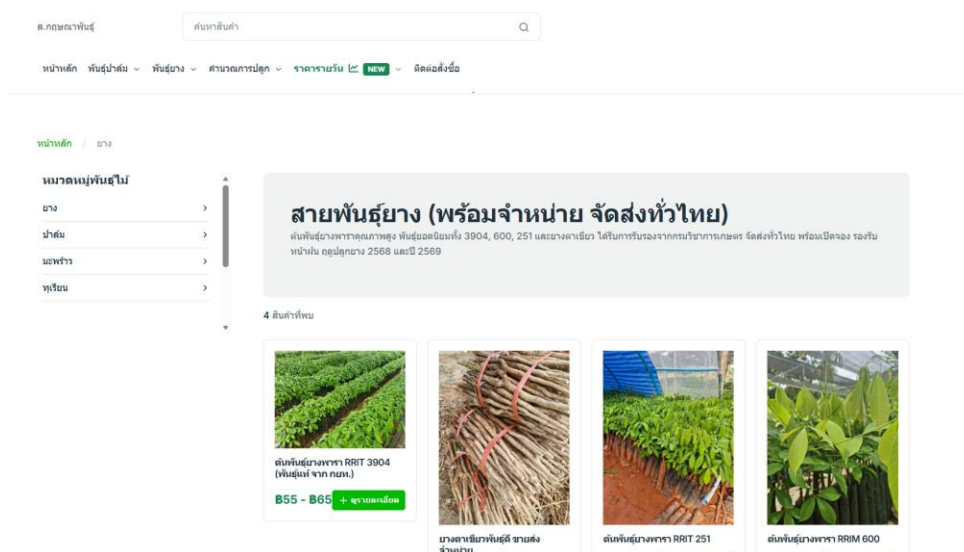 ส.กฤษณาพันธุ์
ค้นหาสินค้า
หน้าหลัก พันธุ์ปาล์ม พันธุ์ยาง คำนวณการปลูก ราคารายวัน NEW ติดต่อสั่งซื้อ
หน้าหลัก / ยาง
หมวดหมู่พันธุ์ไม้
ยาง
ปาล์ม
มะพร้าว
ทุเรียน
สายพันธุ์ยาง (พร้อมจำหน่าย จัดส่งทั่วไทย)
ต้นพันธุ์ยางพาราคุณภาพสูง พันธุ์ยอดนิยมทั้ง 3904, 600, 251 และยางตาเขียว ได้รับการรับรองจากกรมวิชาการเกษตร จัดส่งทั่วไทย พร้อมเปิดจอง รองรับ
หน้าฝน ฤดูปลูกยาง 2568 และปี 2569
4 สินค้าที่พบ
ต้นพันธุ์ยางพารา RRIT 3904
(พันธุ์แท้ จาก กยท.)
฿55 - ฿65 + ดูรายละเอียด
ยางตาเขียวพันธุ์ดี ขายส่ง
จำหน่าย
ต้นพันธุ์ยางพารา RRIT 251
ต้นพันธุ์ยางพารา RRIM 600